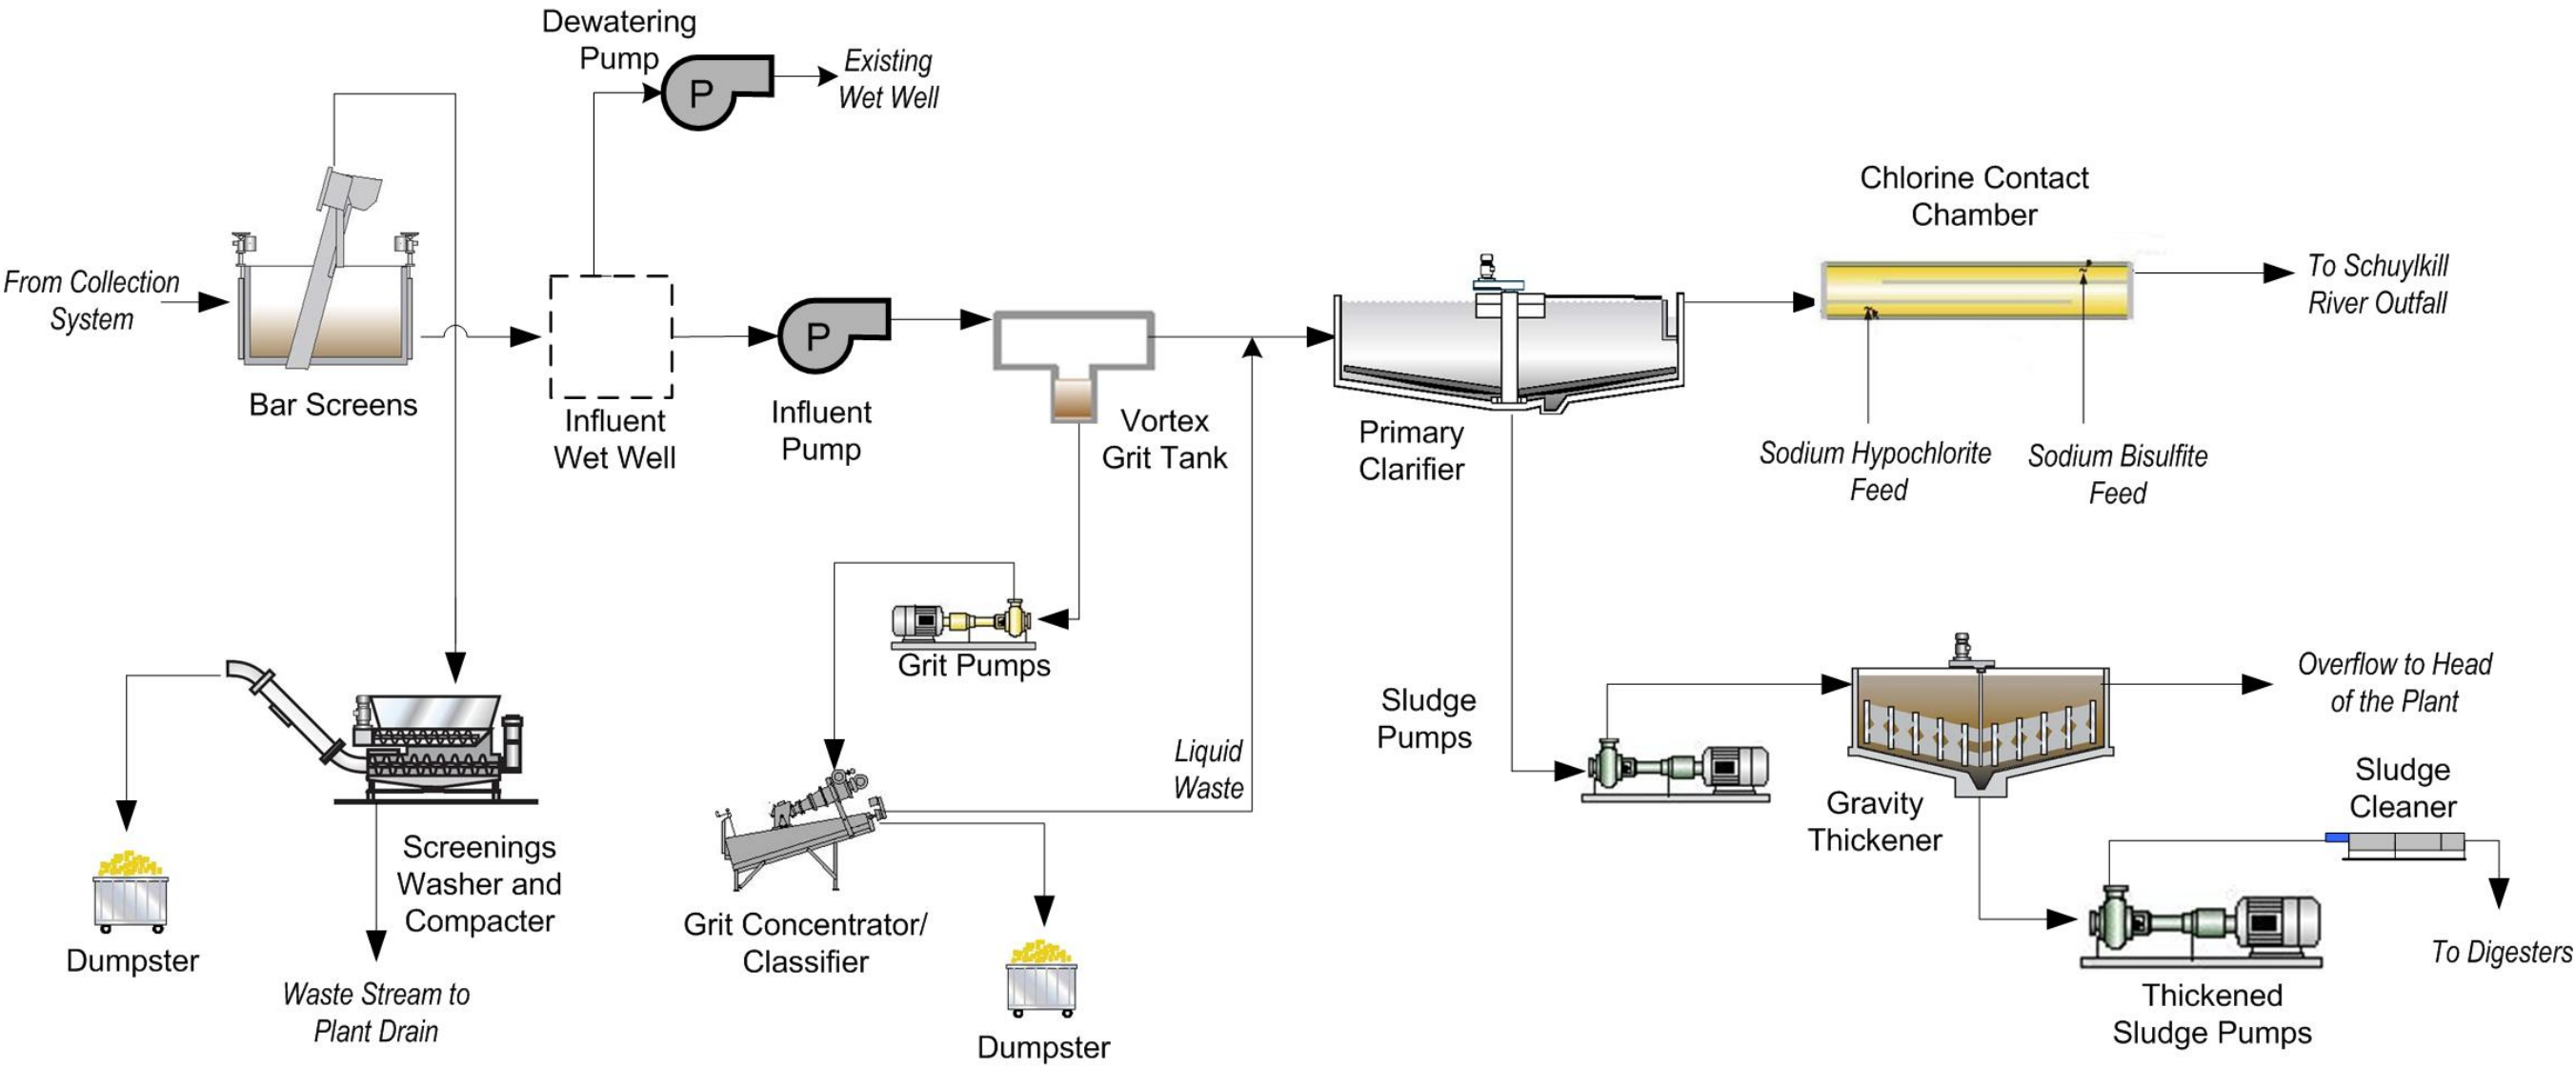 Dewatering
Pump
P
Existing
Wet Well
Chlorine Contact
Chamber
From Collection
System
To Schuylkill
River Outfall
Bar Screens
Influent
Wet Well
P
Influent
Pump
Vortex
Grit Tank
Primary
Clarifier
Sodium Hypochlorite
Feed
Sodium Bisulfite
Feed
Grit Pumps
Sludge
Pumps
Overflow to Head
of the Plant
Liquid
Waste
Gravity
Thickener
Sludge
Cleaner
Screenings
Washer and
Compacter
Dumpster
Grit Concentrator/
Classifier
To Digesters
Waste Stream to
Plant Drain
Dumpster
Thickened
Sludge Pumps